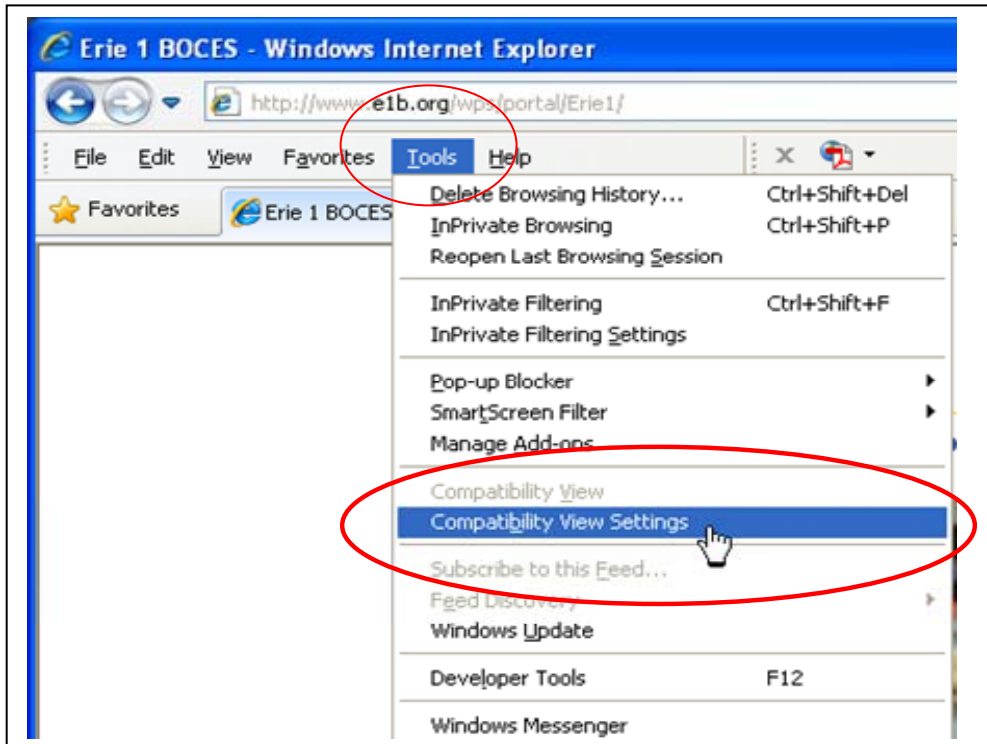 Erie 1 BOCES - Windows Internet Explorer
http://www.e1b.org/wps/portal/Erie1/
File Edit View Favorites Tools Help
Favorites Erie 1 BOCES
Delete Browsing History... Ctrl+Shift+Del
InPrivate Browsing Ctrl+Shift+P
Reopen Last Browsing Session
InPrivate Filtering Ctrl+Shift+F
InPrivate Filtering Settings
Pop-up Blocker
SmartScreen Filter
Manage Add-ons
Compatibility View
Compatibility View Settings
Subscribe to this Feed...
Feed Discovery
Windows Update
Developer Tools F12
Windows Messenger